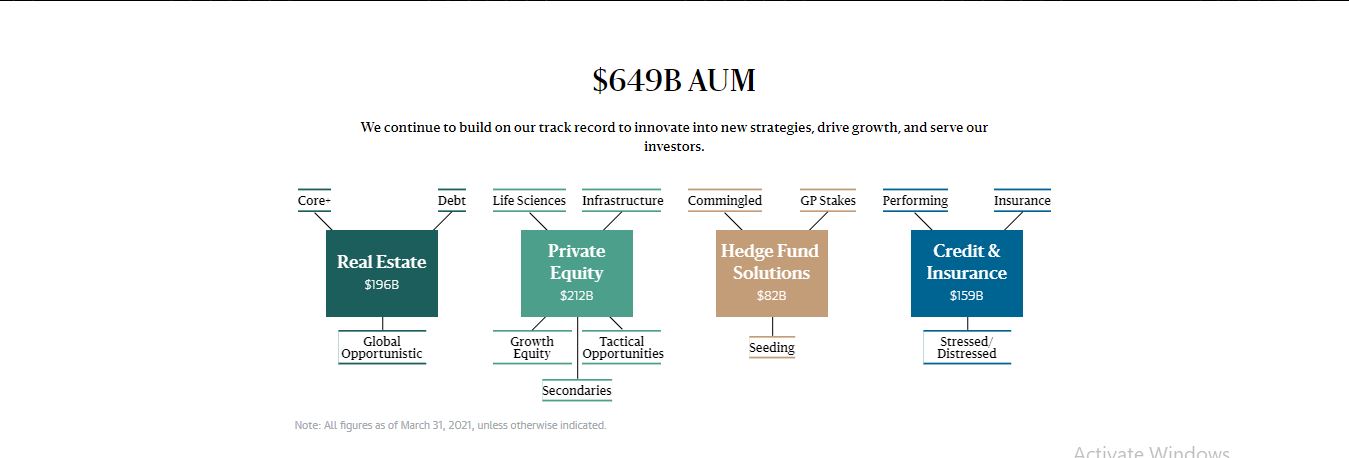 $649B AUM
We continue to build on our track record to innovate into new strategies, drive growth, and serve our
investors.
Core+
Debt
Life Sciences
Infrastructure
Commingled
GP Stakes
Performing
Insurance
Real Estate
$196B
Private
Equity
$212B
Hedge Fund
Solutions
$82B
Credit &
Insurance
$159B
Global
Opportunistic
Growth
Equity
Tactical
Opportunities
Secondaries
Seeding
Stressed/
Distressed
Note: All figures as of March 31, 2021, unless otherwise indicated.
Activate Windows